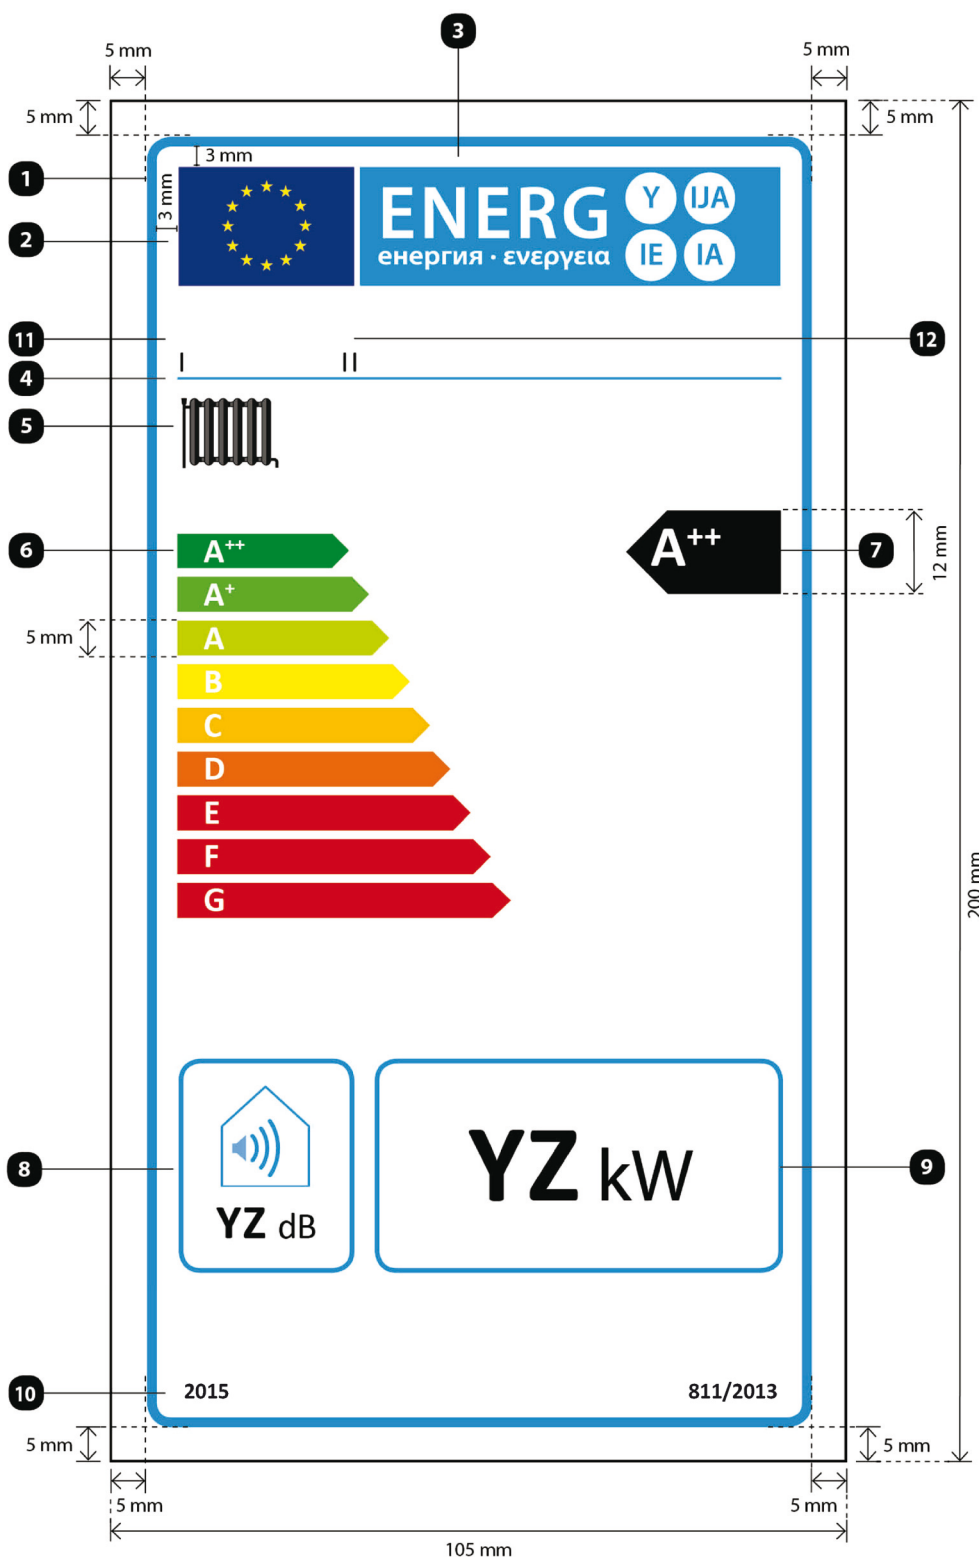 3
5 mm
5 mm
5 mm
5 mm
3 mm
1
3 mm
ENERG
Y
IJA
2
енергия · ενεργεια
IE
IA
11
12
I
II
4
5
6
A++
A++
7
12 mm
A+
5 mm
A
B
C
D
E
F
200 mm
G
8
YZ kW
9
YZ dB
10
2015
811/2013
5 mm
5 mm
5 mm
5 mm
105 mm